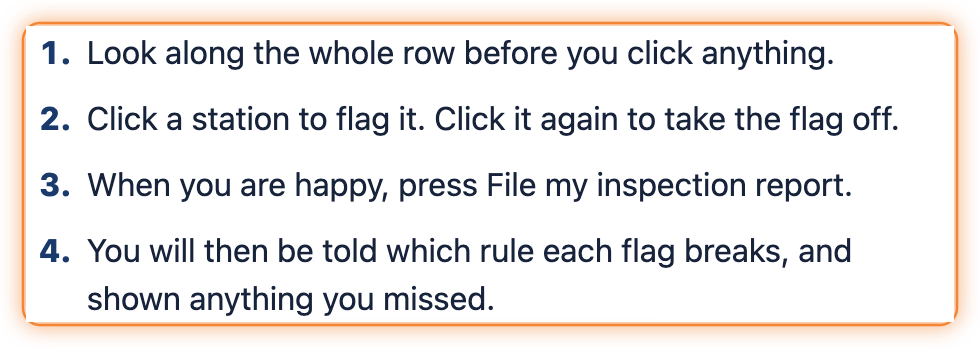 1. Look along the whole row before you click anything.
2. Click a station to flag it. Click it again to take the flag off.
3. When you are happy, press File my inspection report.
4. You will then be told which rule each flag breaks, and
shown anything you missed.